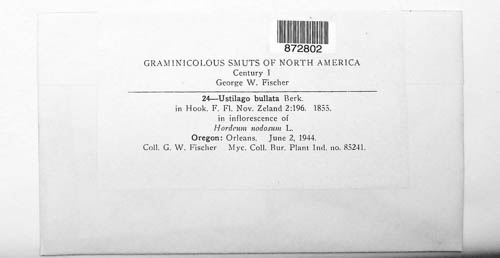 872802
GRAMINICOLOUS SMUTS OF NORTH AMERICA
Century 1
George W. Fischer
24—Ustilago bullata Berk.
in Hook. F. Fl. Nov. Zeland 2:196. 1855.
in inflorescence of
Hordeum nodosum L.
Oregon: Orleans. June 2, 1944.
Coll. G. W. Fischer Myc. Coll. Bur. Plant Ind. no. 85241.